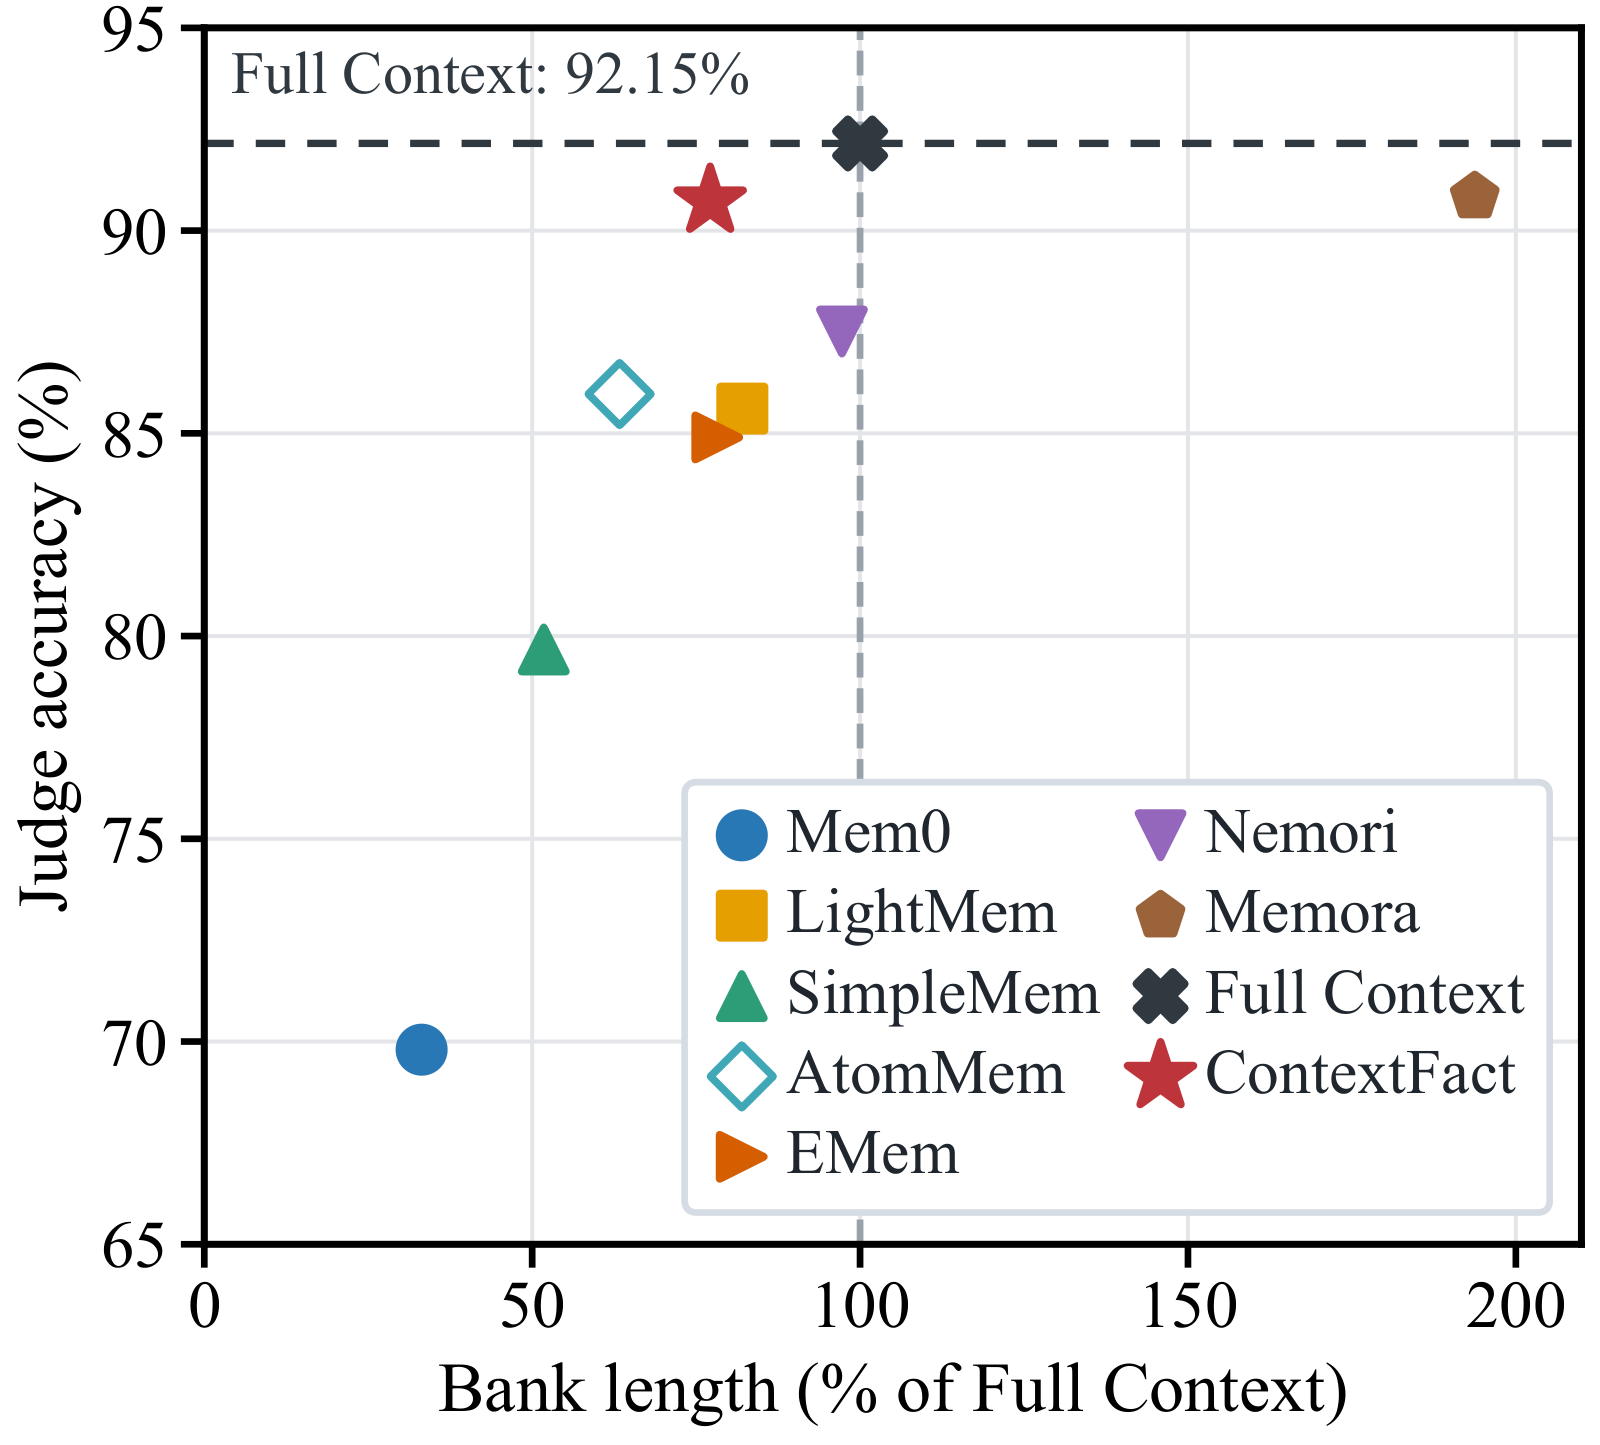 95
Full Context: 92.15%
90
85
80
75
70
65
Judge accuracy (%)
Mem0
LightMem
SimpleMem
AtomMem
EMem
Nemori
Memora
Full Context
ContextFact
0 50 100 150 200
Bank length (% of Full Context)